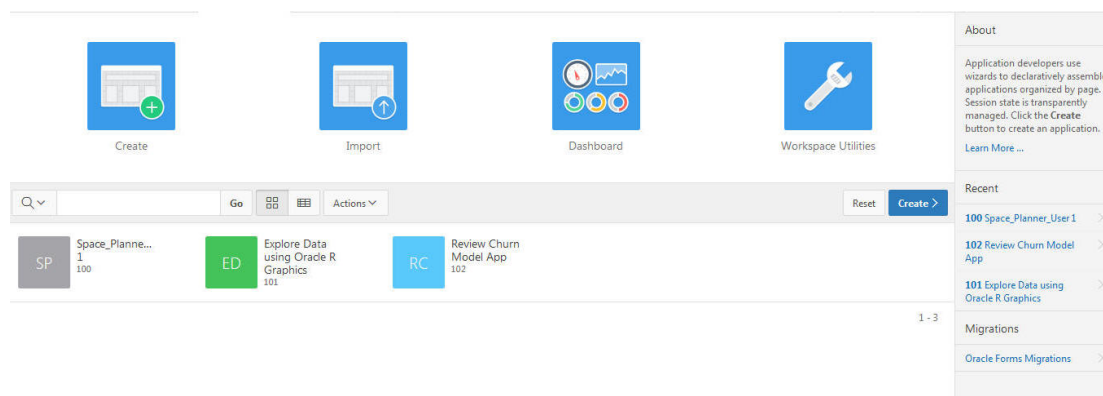 Create
Import
Dashboard
Workspace Utilities
Go
Actions
Reset
Create >
SP
Space_Planne...
1
100
ED
Explore Data
using Oracle R
Graphics
101
RC
Review Churn
Model App
102
1 - 3
About
Application developers use
wizards to declaratively assemble
applications organized by page.
Session state is transparently
managed. Click the Create
button to create an application.
Learn More ...
Recent
100 Space_Planner_User1
102 Review Churn Model
App
101 Explore Data using
Oracle R Graphics
Migrations
Oracle Forms Migrations